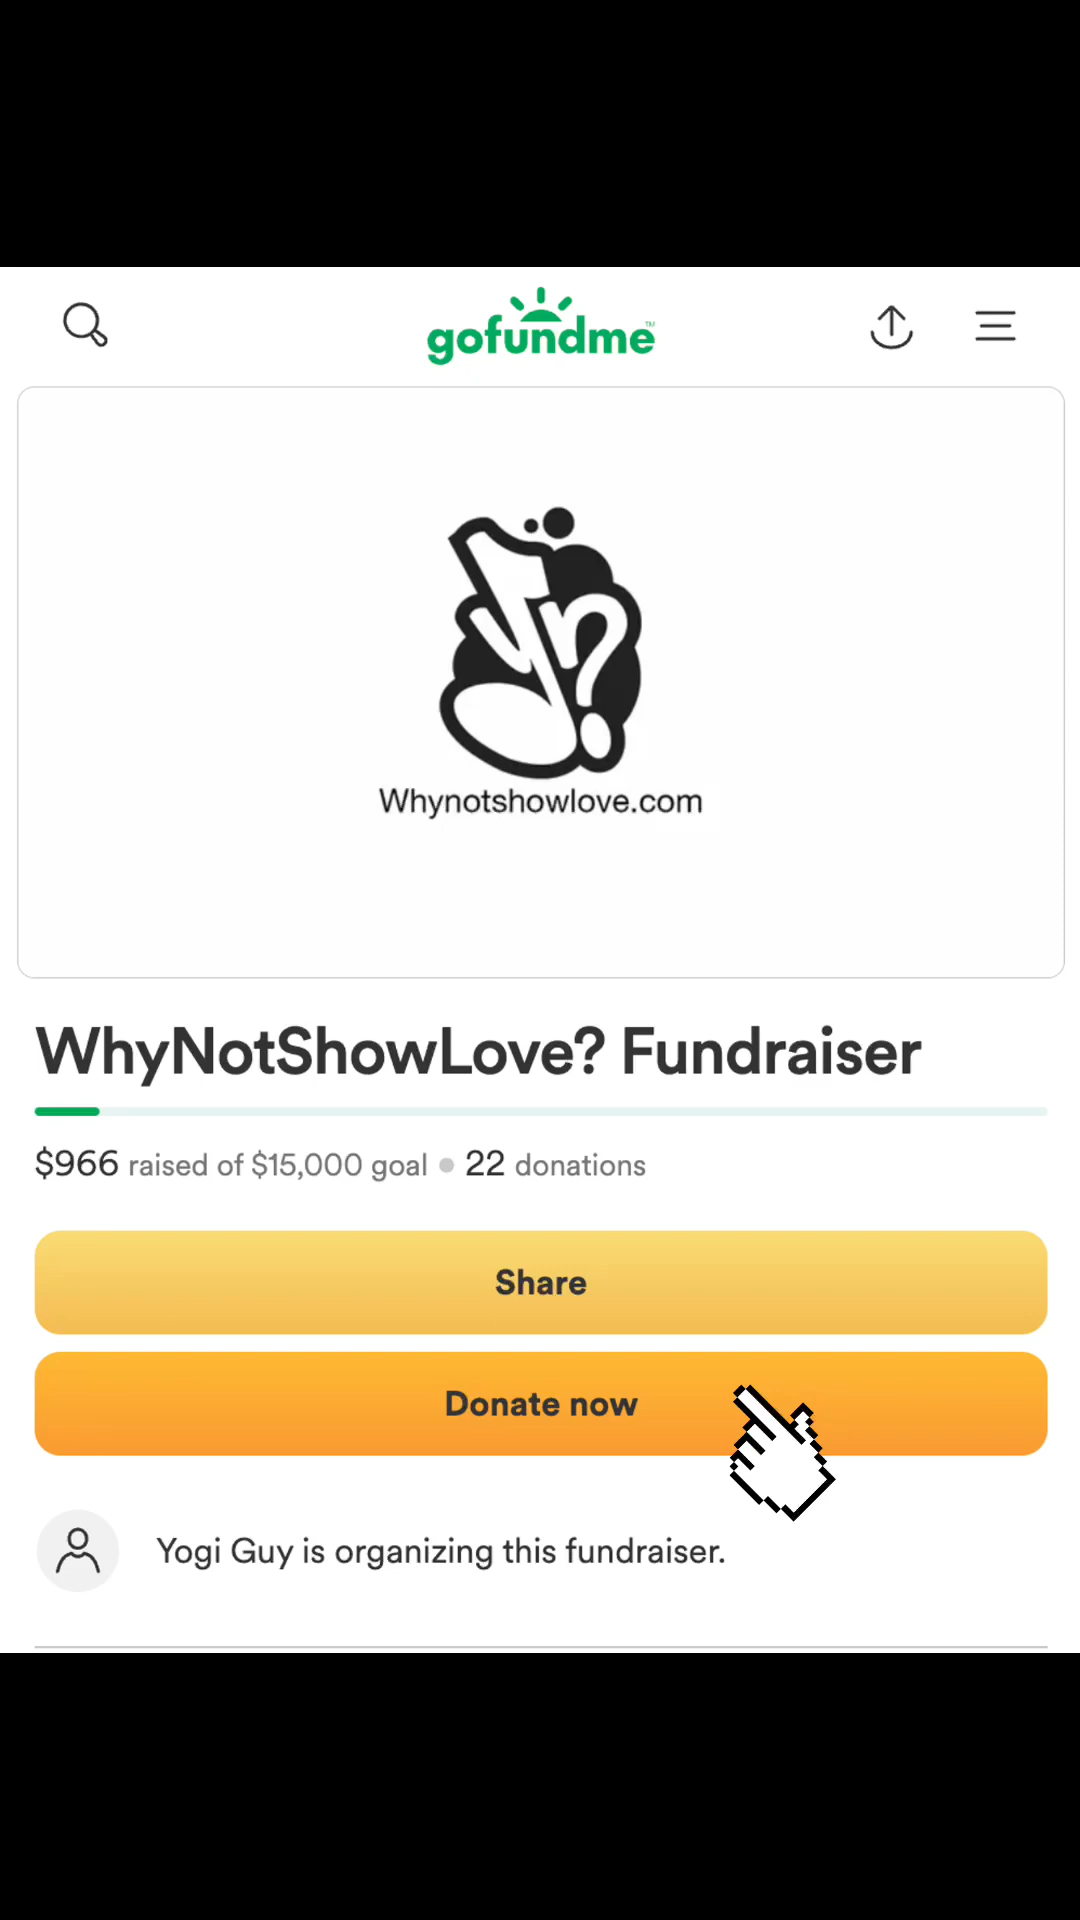 gofundme™
Whynotshowlove.com
WhyNotShowLove? Fundraiser
$966 raised of $15,000 goal • 22 donations
Share
Donate now
Yogi Guy is organizing this fundraiser.